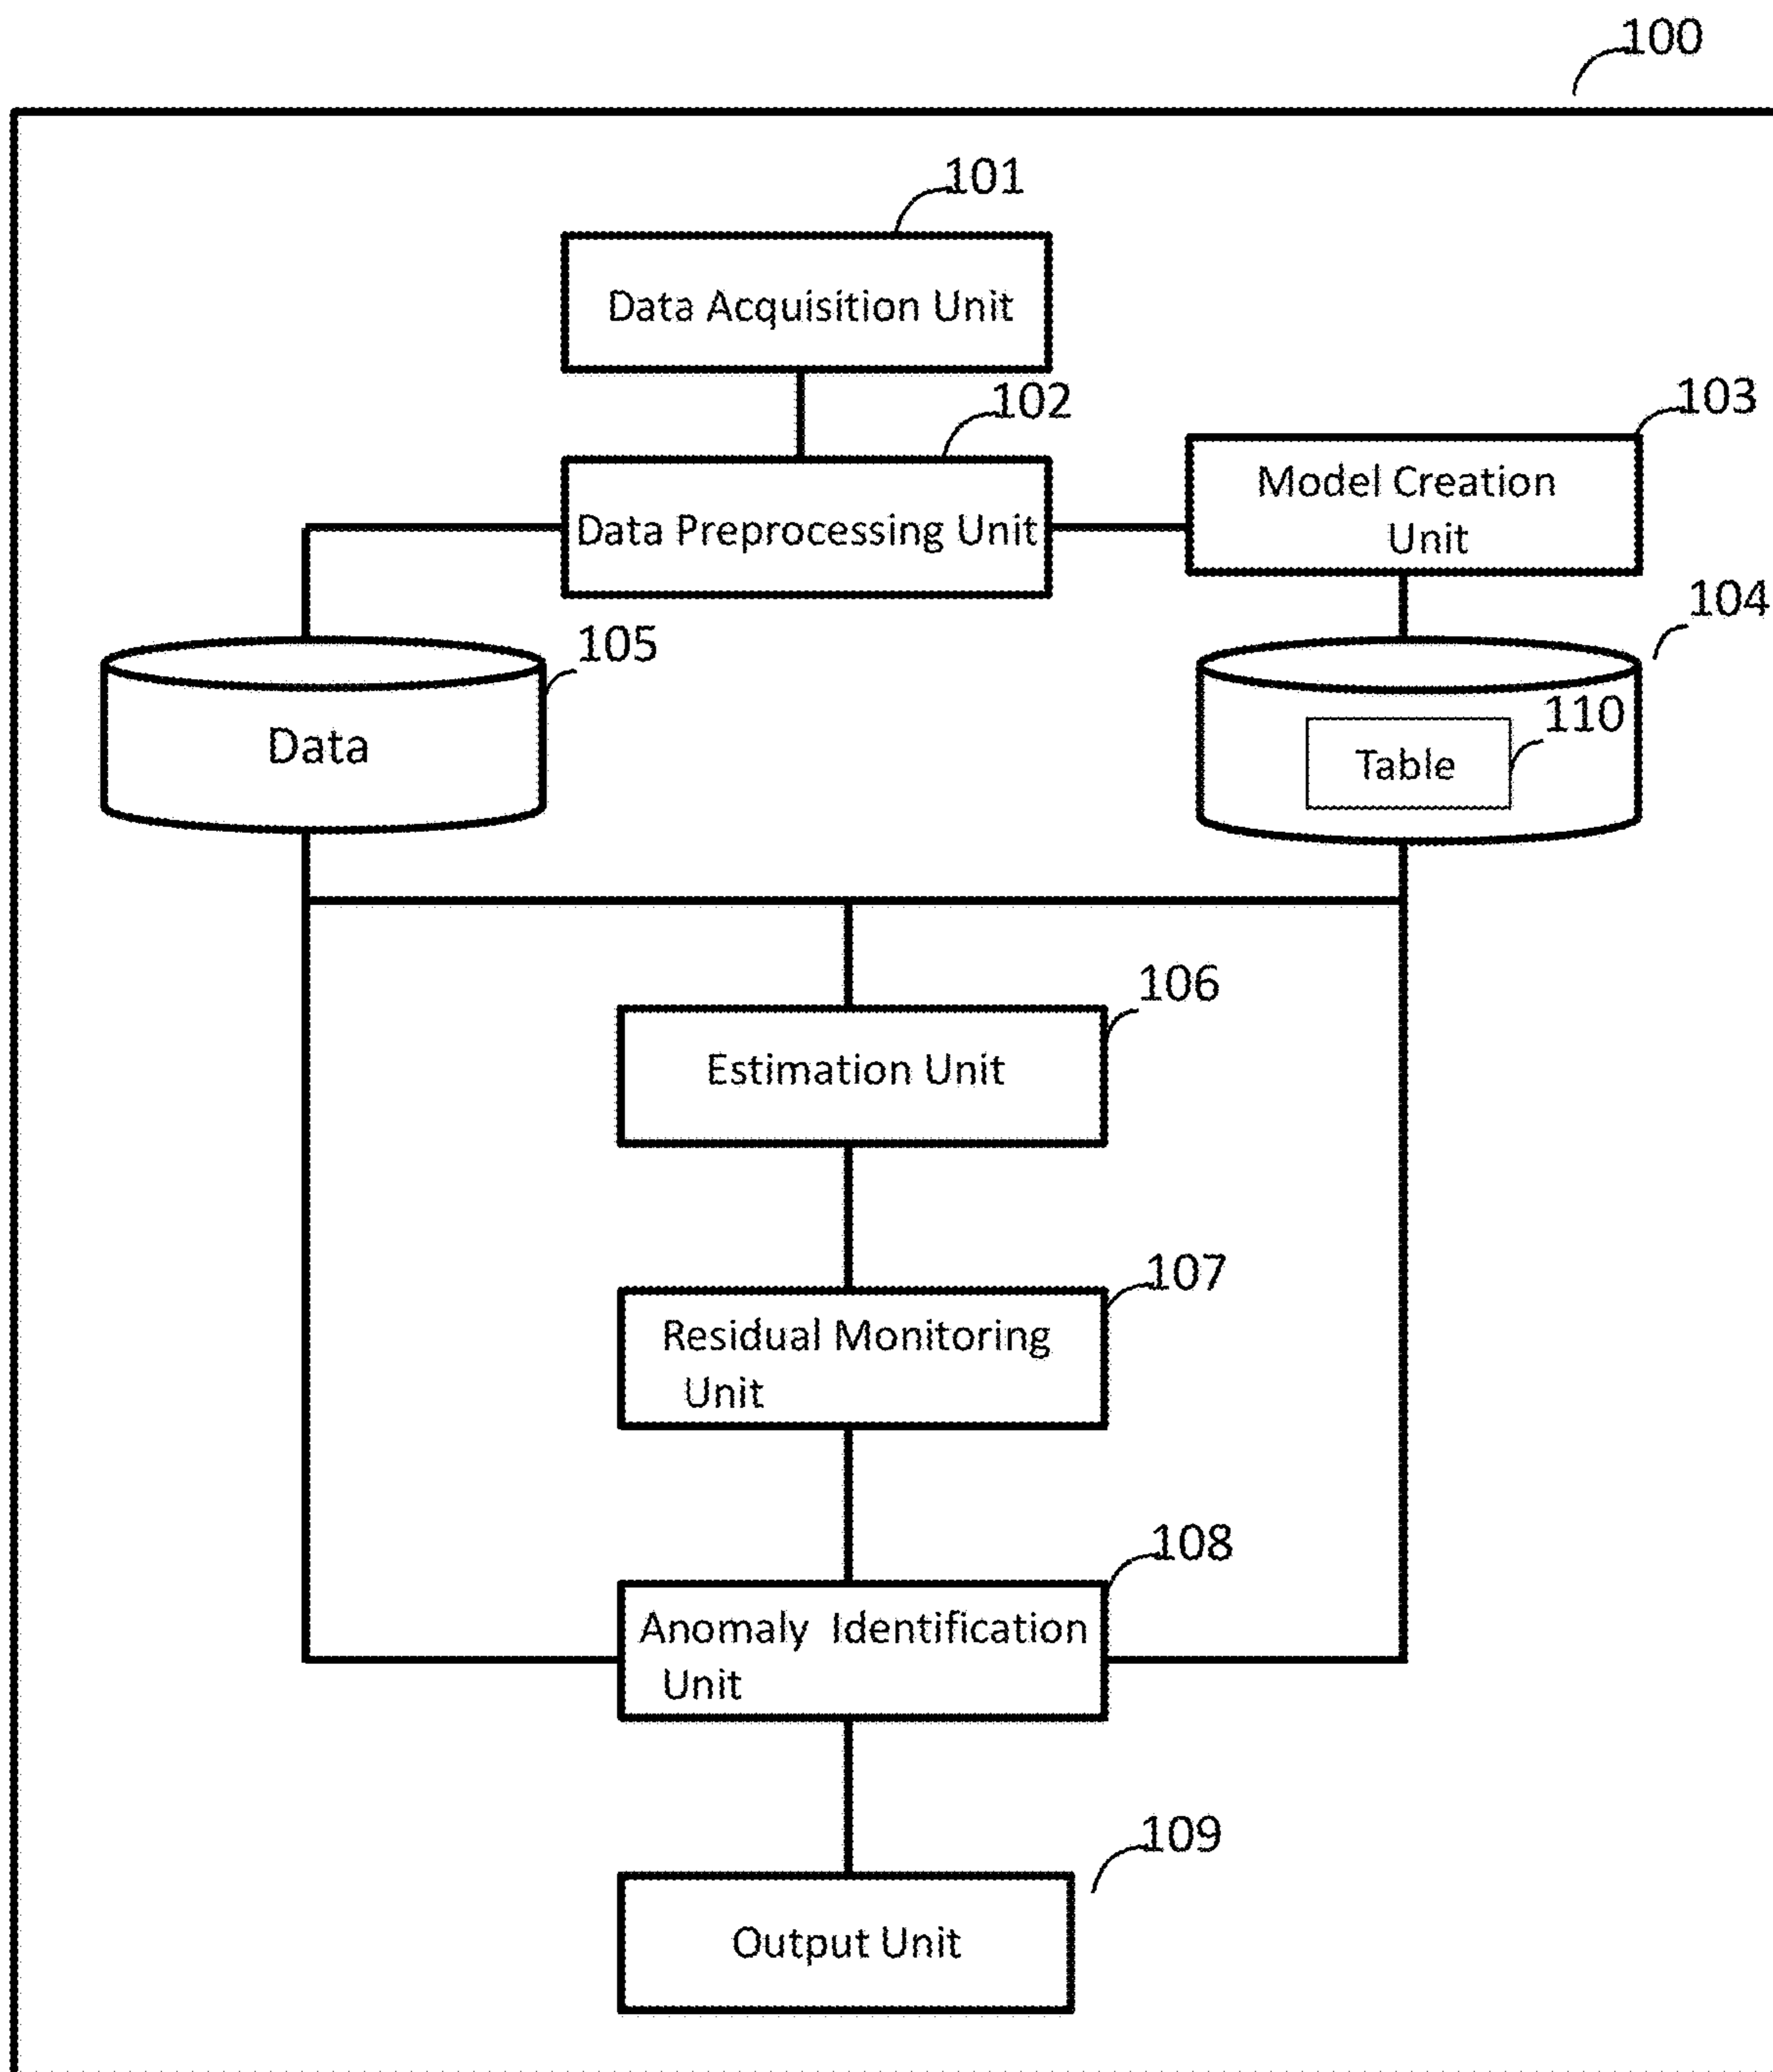 100
101
Data Acquisition Unit
102
Data Preprocessing Unit
103
Model Creation
Unit
104
105
Data
110
Table
106
Estimation Unit
107
Residual Monitoring
Unit
108
Anomaly Identification
Unit
109
Output Unit